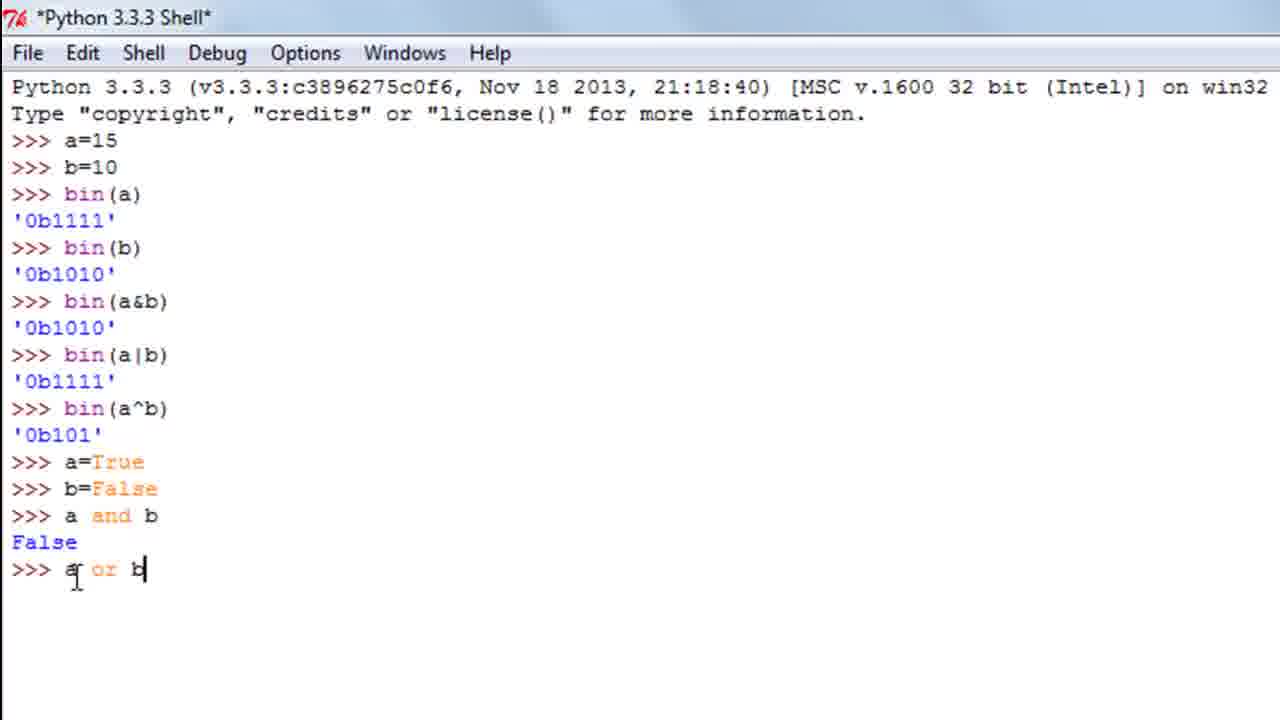 *Python 3.3.3 Shell*
File Edit Shell Debug Options Windows Help
Python 3.3.3 (v3.3.3:c3896275c0f6, Nov 18 2013, 21:18:40) [MSC v.1600 32 bit (Intel)] on win32
Type "copyright", "credits" or "license()" for more information.
>>> a=15
>>> b=10
>>> bin(a)
'0b1111'
>>> bin(b)
'0b1010'
>>> bin(a&b)
'0b1010'
>>> bin(a|b)
'0b1111'
>>> bin(a^b)
'0b101'
>>> a=True
>>> b=False
>>> a and b
False
>>> a or b